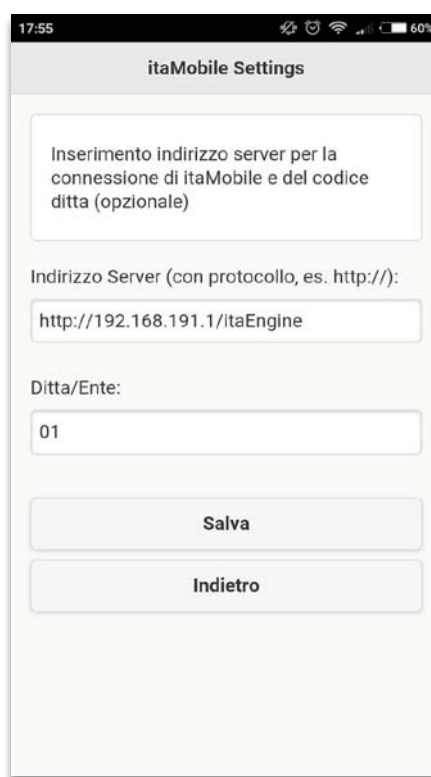 17:55
60%
itaMobile Settings
Inserimento indirizzo server per la
connessione di itaMobile e del codice
ditta (opzionale)
Indirizzo Server (con protocollo, es. http://):
http://192.168.191.1/itaEngine
Ditta/Ente:
01
Salva
Indietro